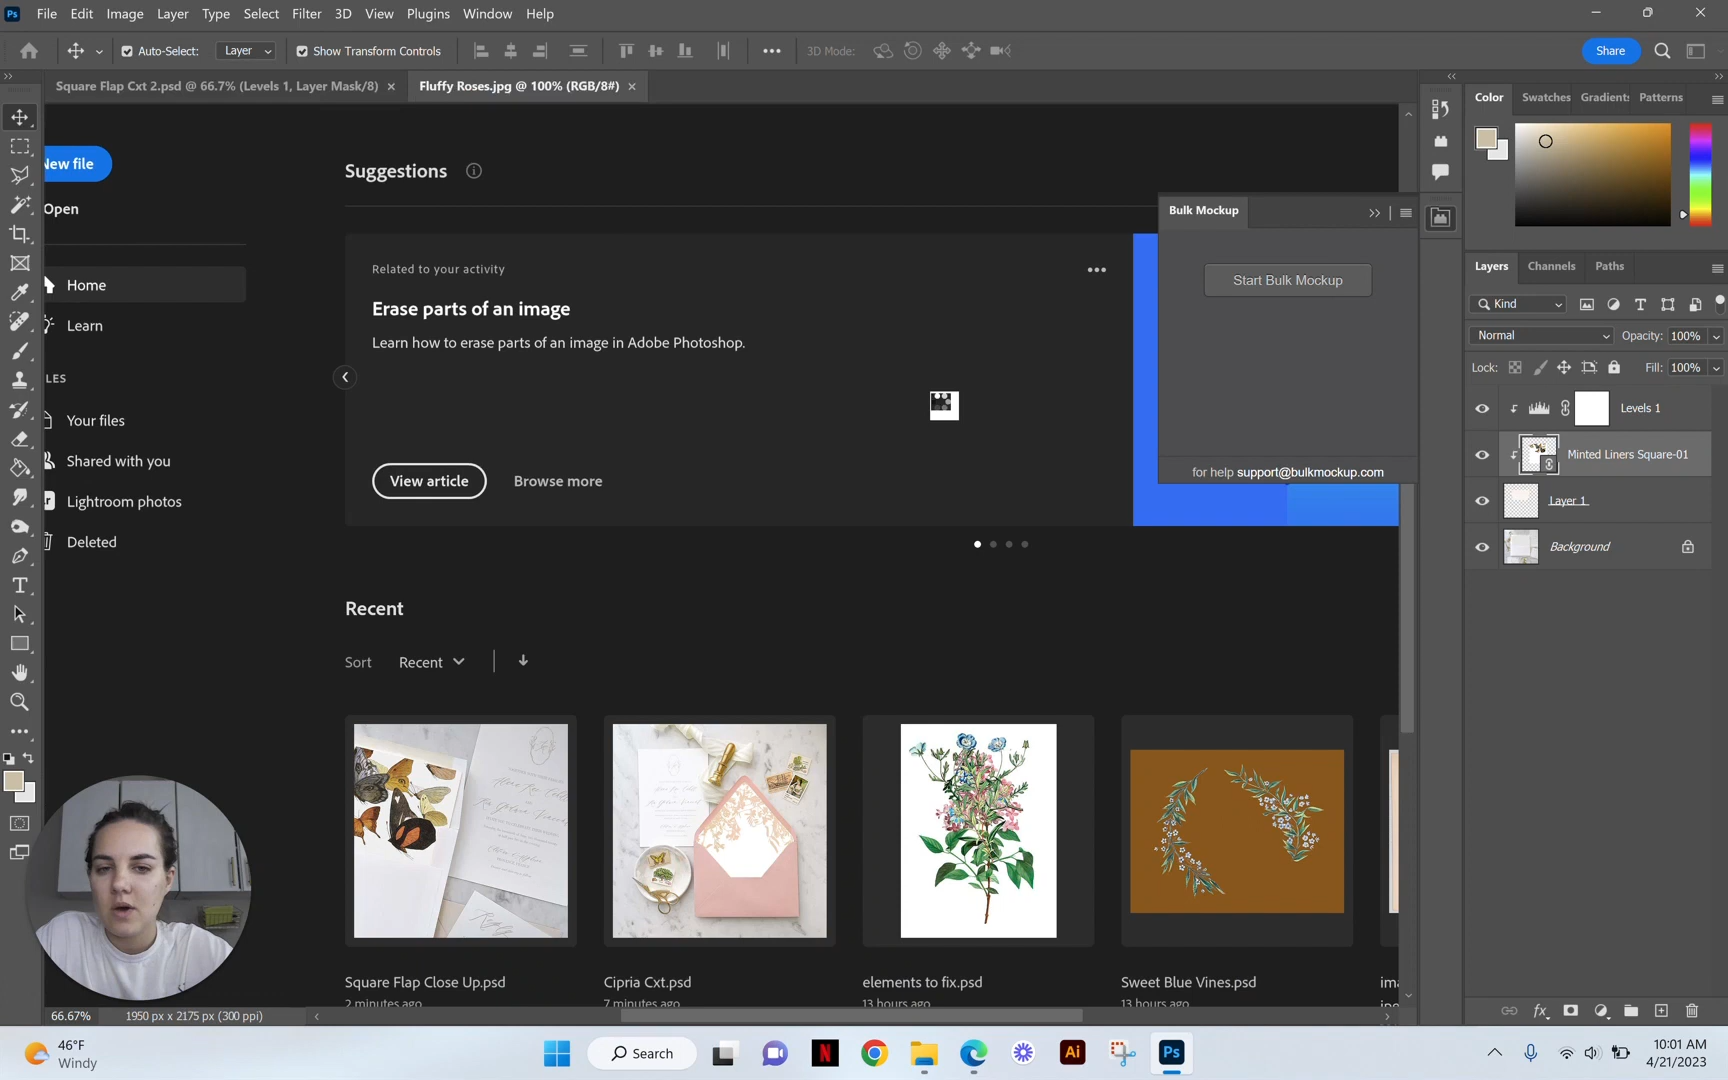 Ps File Edit Image Layer Type Select Filter 3D View Plugins Window Help
Auto-Select: Layer Show Transform Controls 3D Mode: Share
Square Flap Cxt 2.psd @ 66.7% (Levels 1, Layer Mask/8) × Fluffy Roses.jpg @ 100% (RGB/8#) ×
New file
Open
Home
Learn
LES
Your files
Shared with you
Lightroom photos
Deleted
Suggestions
Related to your activity
Erase parts of an image
Learn how to erase parts of an image in Adobe Photoshop.
View article Browse more
Recent
Sort Recent
Square Flap Close Up.psd
2 minutes ago
Cipria Cxt.psd
7 minutes ago
elements to fix.psd
13 hours ago
Sweet Blue Vines.psd
13 hours ago
Bulk Mockup
Start Bulk Mockup
for help support@bulkmockup.com
Color Swatches Gradients Patterns
Layers Channels Paths
Kind
Normal Opacity: 100%
Lock: Fill: 100%
Levels 1
Minted Liners Square-01
Layer 1
Background
66.67% 1950 px x 2175 px (300 ppi)
46°F
Windy
Search
N
Ai
Ps
10:01 AM
4/21/2023